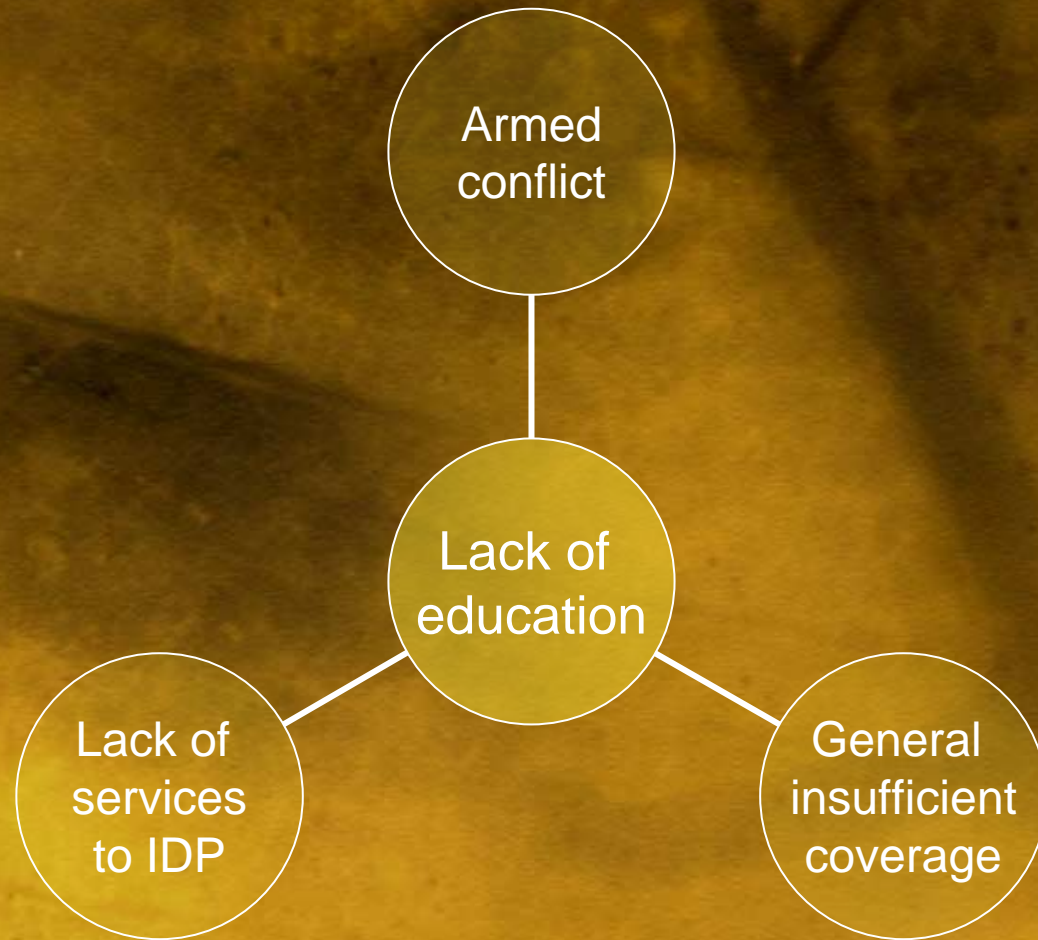 Armed
conflict
Lack of
education
Lack of
services
to IDP
General
insufficient
coverage